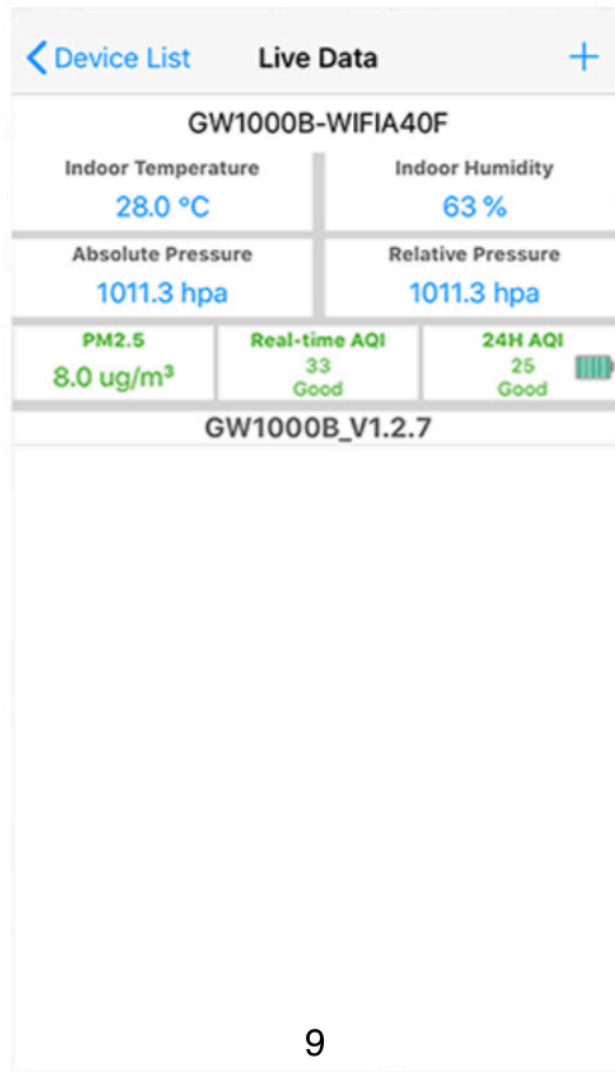 Device List Live Data +
GW1000B-WIFIA40F
Indoor Temperature Indoor Humidity
28.0 °C 63 %
Absolute Pressure Relative Pressure
1011.3 hpa 1011.3 hpa
PM2.5 Real-time AQI 24H AQI
8.0 ug/m³ 33 25
Good Good
GW1000B_V1.2.7
9